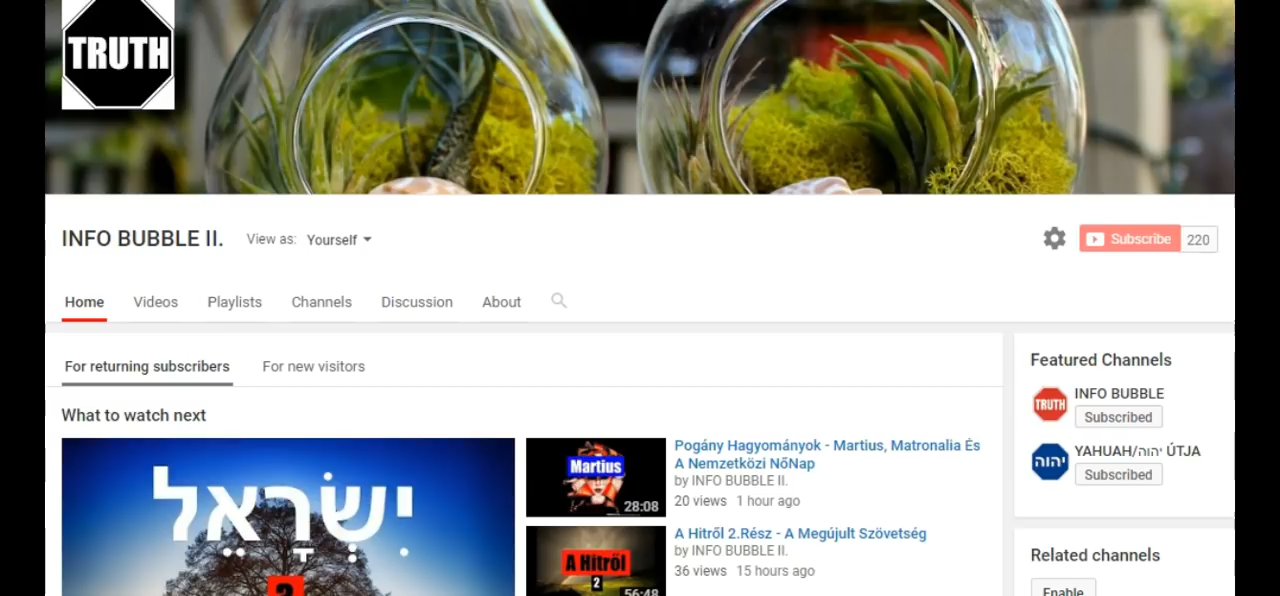 TRUTH
INFO BUBBLE II.
View as: Yourself
Subscribe 220
Home Videos Playlists Channels Discussion About
For returning subscribers For new visitors
What to watch next
יִשְׂרָאֵל
2
Martius
28:08
Pogány Hagyományok - Martius, Matronalia És
A Nemzetközi NőNap
by INFO BUBBLE II.
20 views 1 hour ago
A Hitről
2
56:48
A Hitről 2.Rész - A Megújult Szövetség
by INFO BUBBLE II.
36 views 15 hours ago
Featured Channels
TRUTH
INFO BUBBLE
Subscribed
יהוה
YAHUAH/יהוה ÚTJA
Subscribed
Related channels
Enable